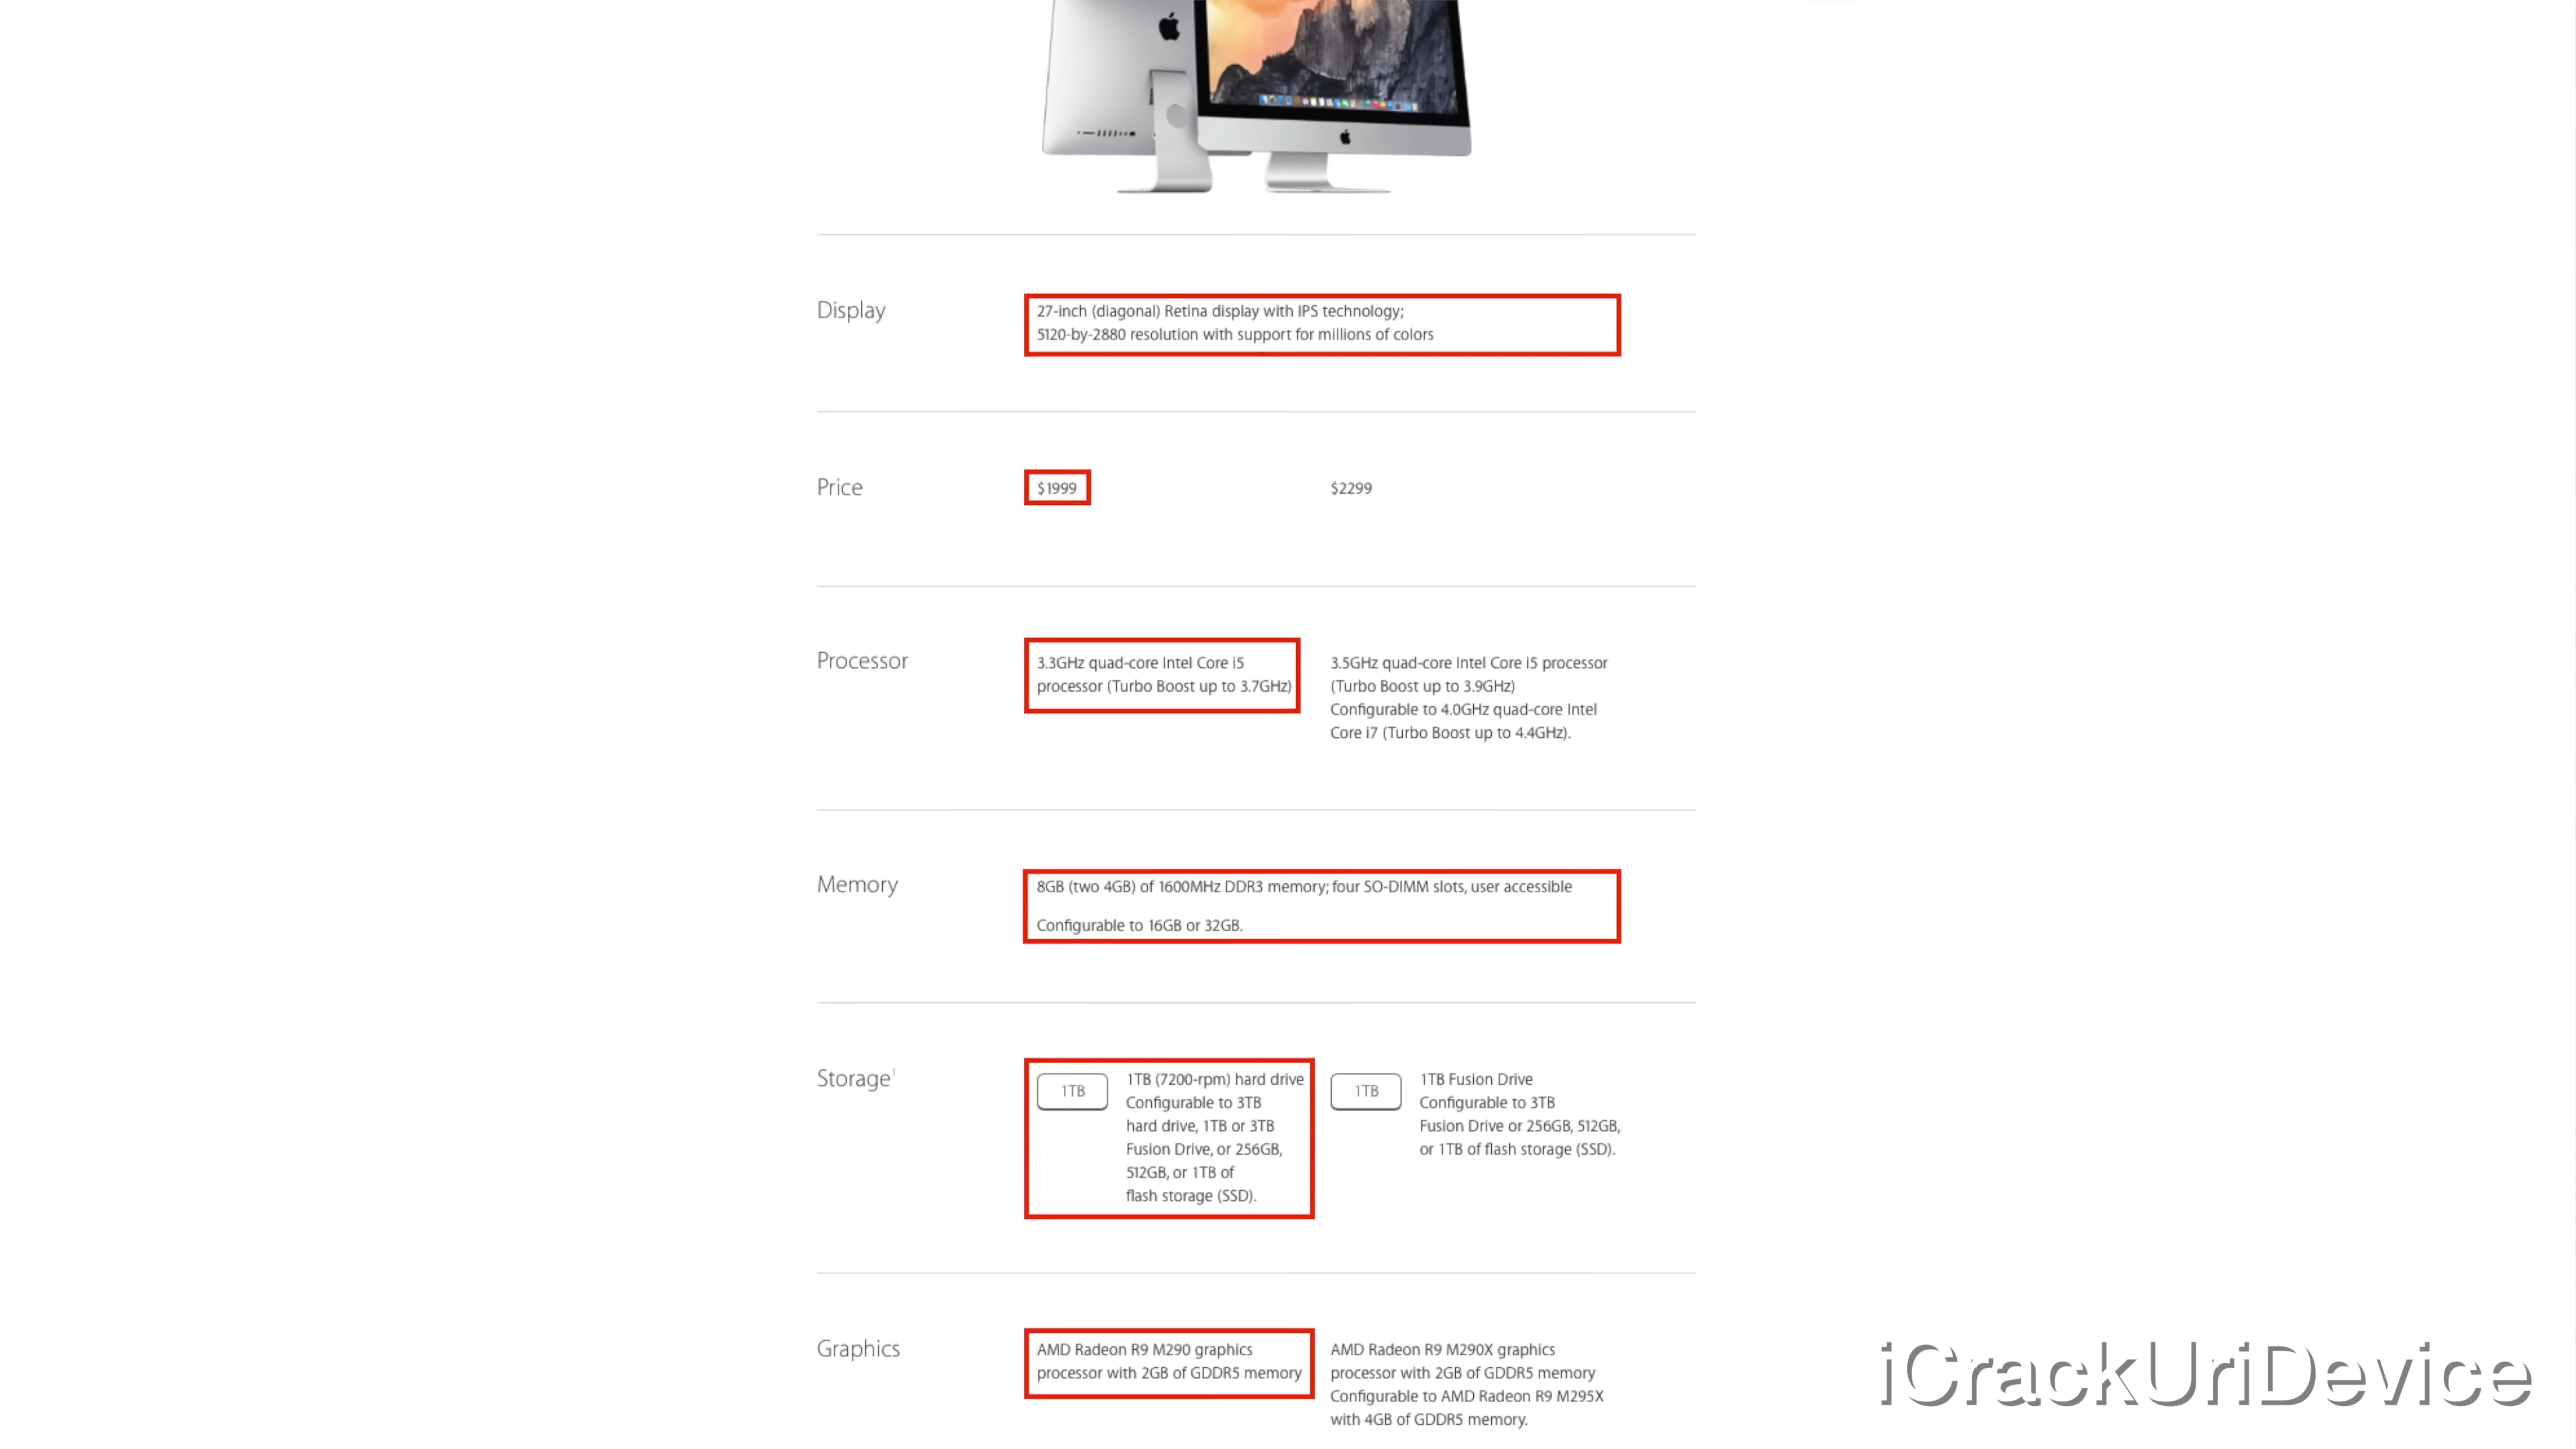 Display
27-inch (diagonal) Retina display with IPS technology;
5120-by-2880 resolution with support for millions of colors
Price
$1999
$2299
Processor
3.3GHz quad-core Intel Core i5
processor (Turbo Boost up to 3.7GHz)
3.5GHz quad-core Intel Core i5 processor
(Turbo Boost up to 3.9GHz)
Configurable to 4.0GHz quad-core Intel
Core i7 (Turbo Boost up to 4.4GHz).
Memory
8GB (two 4GB) of 1600MHz DDR3 memory; four SO-DIMM slots, user accessible
Configurable to 16GB or 32GB.
Storage¹
1TB
1TB (7200-rpm) hard drive
Configurable to 3TB
hard drive, 1TB or 3TB
Fusion Drive, or 256GB,
512GB, or 1TB of
flash storage (SSD).
1TB
1TB Fusion Drive
Configurable to 3TB
Fusion Drive or 256GB, 512GB,
or 1TB of flash storage (SSD).
Graphics
AMD Radeon R9 M290 graphics
processor with 2GB of GDDR5 memory
AMD Radeon R9 M290X graphics
processor with 2GB of GDDR5 memory
Configurable to AMD Radeon R9 M295X
with 4GB of GDDR5 memory.
iCrackUriDevice